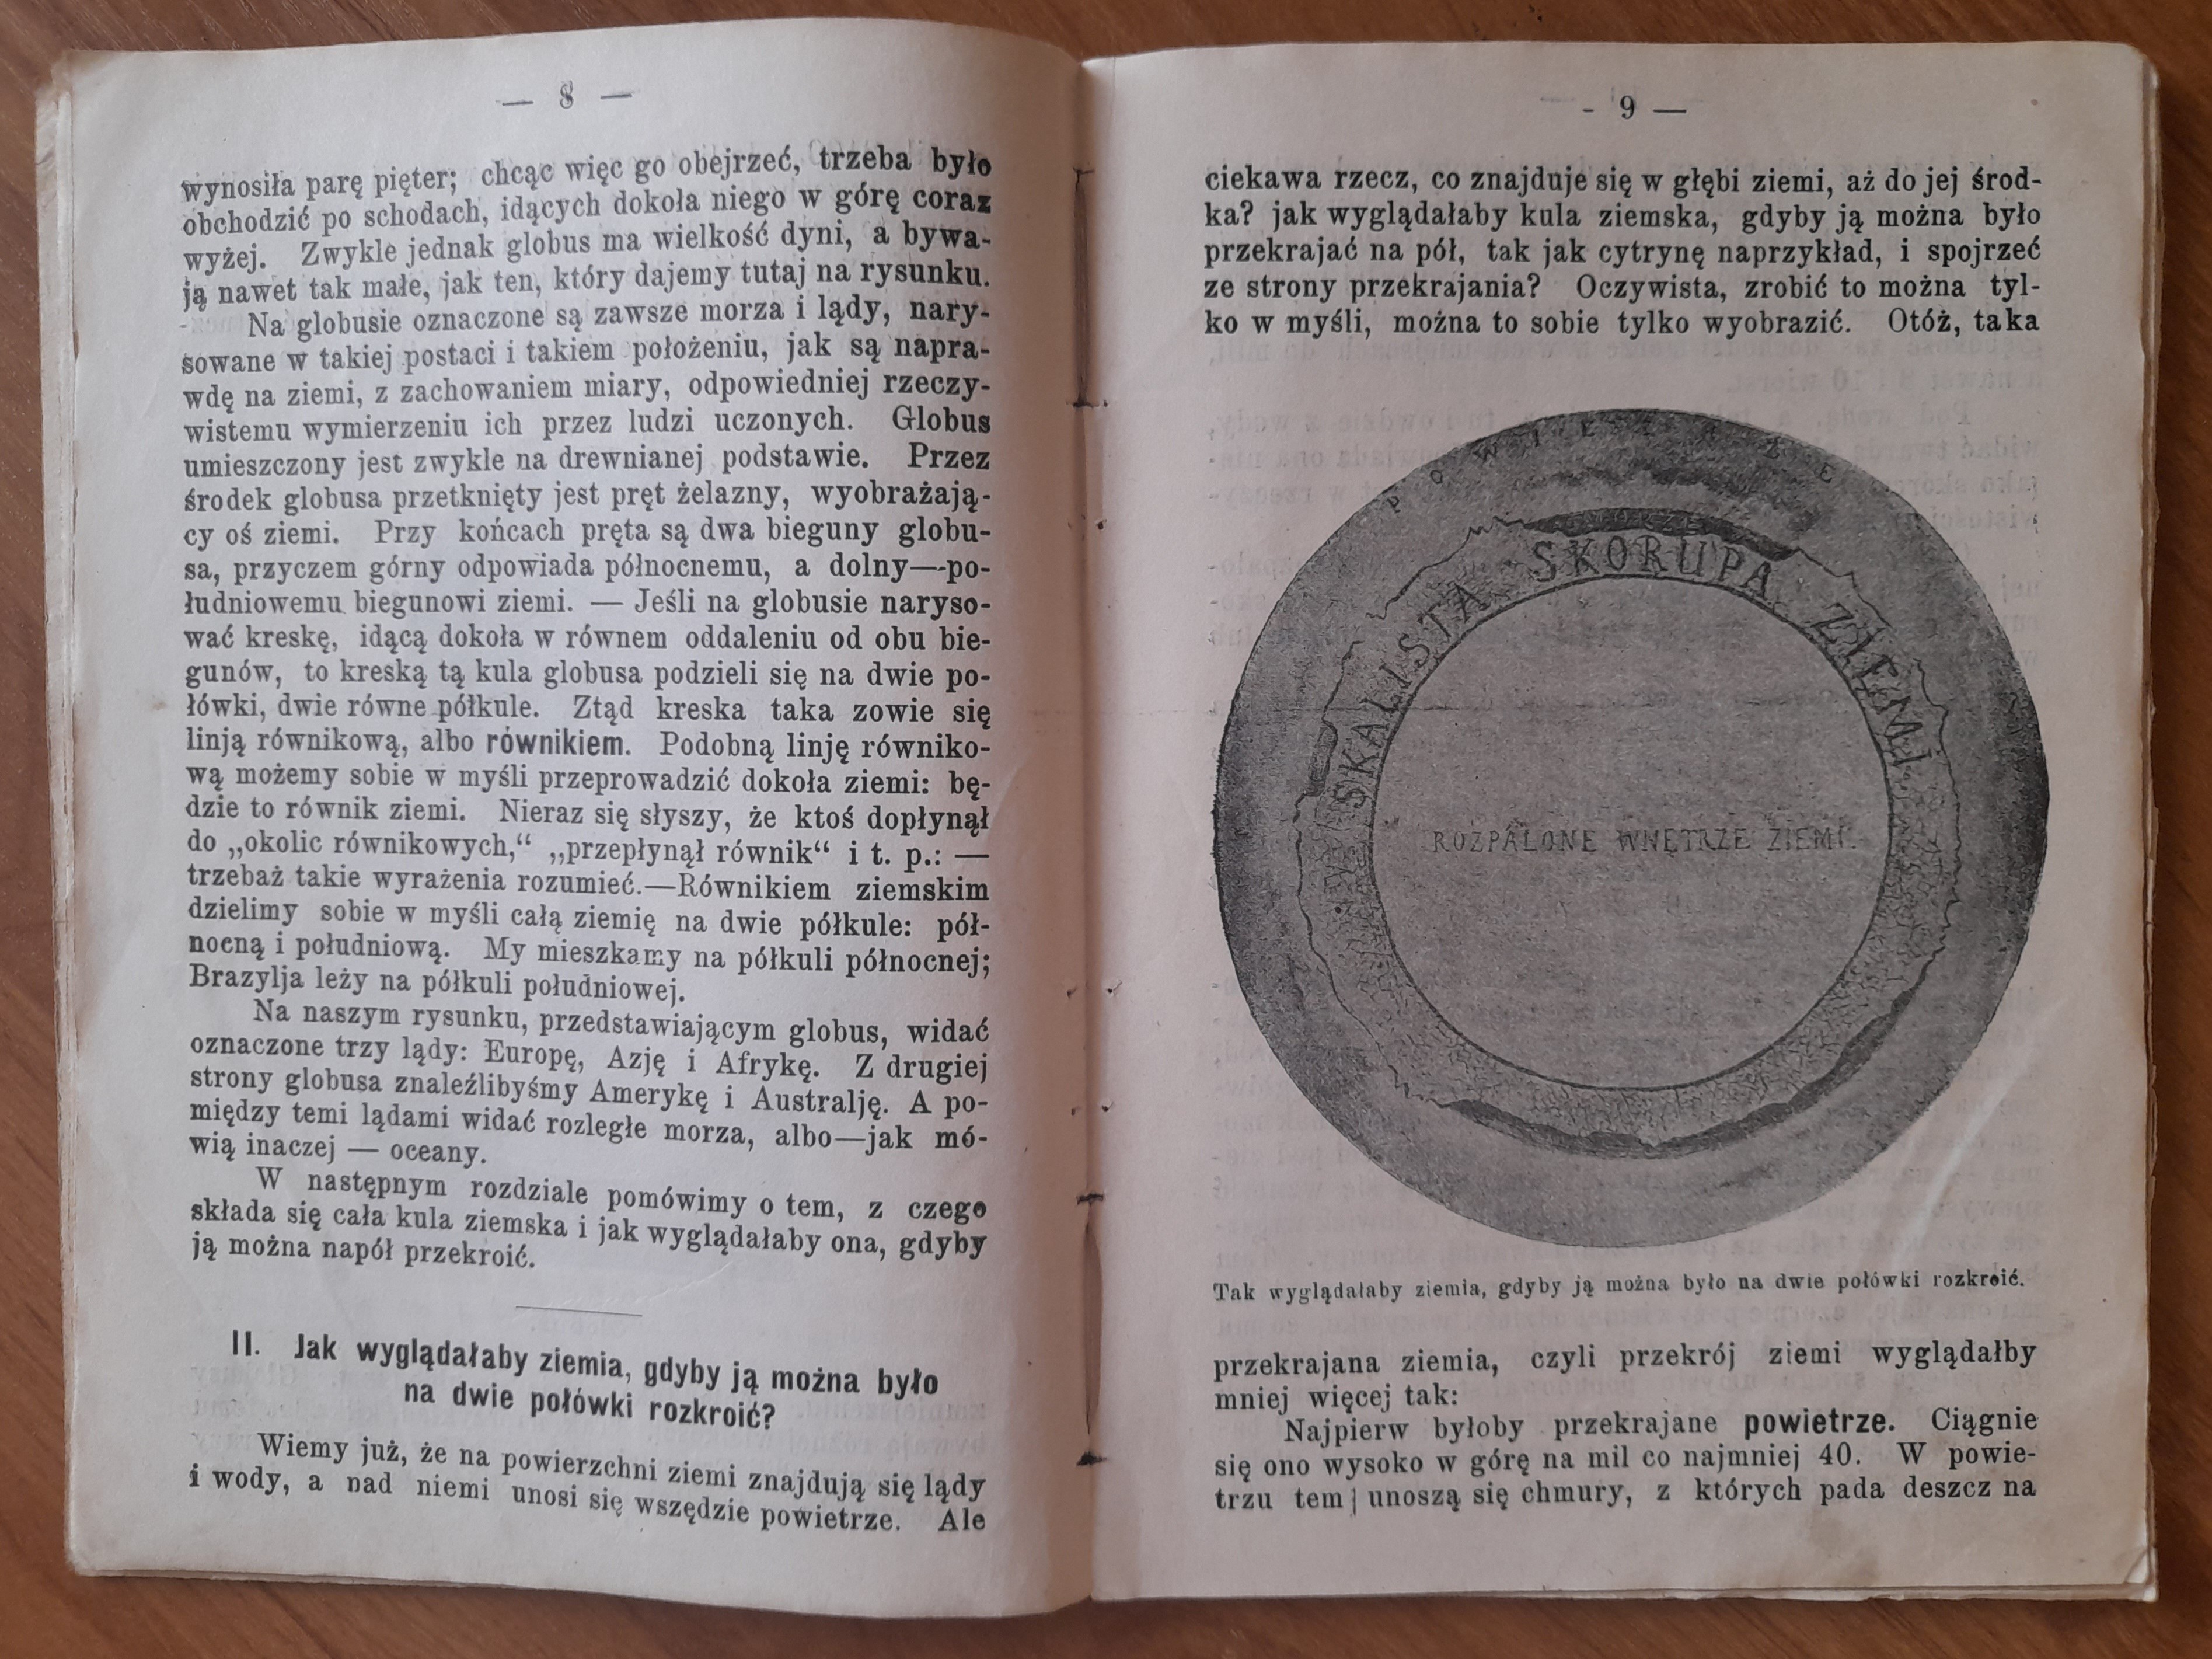 — 8 —
wynosiła parę pięter; chcąc więc go obejrzeć, trzeba było
obchodzić po schodach, idących dokoła niego w górę coraz
wyżej. Zwykle jednak globus ma wielkość dyni, a bywa-
ją nawet tak małe, jak ten, który dajemy tutaj na rysunku.
Na globusie oznaczone są zawsze morza i lądy, nary-
sowane w takiej postaci i takiem położeniu, jak są napra-
wdę na ziemi, z zachowaniem miary, odpowiedniej rzeczy-
wistemu wymierzeniu ich przez ludzi uczonych. Globus
umieszczony jest zwykle na drewnianej podstawie. Przez
środek globusa przetknięty jest pręt żelazny, wyobrażają-
cy oś ziemi. Przy końcach pręta są dwa bieguny globu-
sa, przyczem górny odpowiada północnemu, a dolny—po-
łudniowemu biegunowi ziemi. — Jeśli na globusie naryso-
wać kreskę, idącą dokoła w równem oddaleniu od obu bie-
gunów, to kreską tą kula globusa podzieli się na dwie po-
łówki, dwie równe półkule. Ztąd kreska taka zowie się
linją równikową, albo równikiem. Podobną linję równiko-
wą możemy sobie w myśli przeprowadzić dokoła ziemi: bę-
dzie to równik ziemi. Nieraz się słyszy, że ktoś dopłynął
do „okolic równikowych,“ „przepłynął równik“ i t. p.: —
trzebaż takie wyrażenia rozumieć.—Równikiem ziemskim
dzielimy sobie w myśli całą ziemię na dwie półkule: pół-
nocną i południową. My mieszkamy na półkuli północnej;
Brazylja leży na półkuli południowej.
Na naszym rysunku, przedstawiającym globus, widać
oznaczone trzy lądy: Europę, Azję i Afrykę. Z drugiej
strony globusa znaleźlibyśmy Amerykę i Australję. A po-
między temi lądami widać rozległe morza, albo—jak mó-
wią inaczej — oceany.
W następnym rozdziale pomówimy o tem, z czego
składa się cała kula ziemska i jak wyglądałaby ona, gdyby
ją można napół przekroić.
II. Jak wyglądałaby ziemia, gdyby ją można było
na dwie połówki rozkroić?
Wiemy już, że na powierzchni ziemi znajdują się lądy
i wody, a nad niemi unosi się wszędzie powietrze. Ale
- 9 —
ciekawa rzecz, co znajduje się w głębi ziemi, aż do jej środ-
ka? jak wyglądałaby kula ziemska, gdyby ją można było
przekrajać na pół, tak jak cytrynę naprzykład, i spojrzeć
ze strony przekrajania? Oczywista, zrobić to można tyl-
ko w myśli, można to sobie tylko wyobrazić. Otóż, taka
POWIETRZE
MORZE
SKALISTA SKORUPA ZIEMI
ROZPALONE WNĘTRZE ZIEMI.
Tak wyglądałaby ziemia, gdyby ją można było na dwie połówki rozkroić.
przekrajana ziemia, czyli przekrój ziemi wyglądałby
mniej więcej tak:
Najpierw byłoby przekrajane powietrze. Ciągnie
się ono wysoko w górę na mil co najmniej 40. W powie-
trzu tem unoszą się chmury, z których pada deszcz na